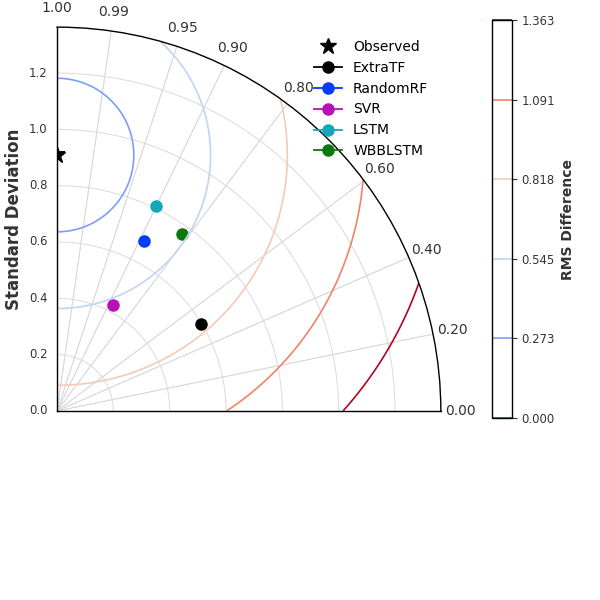 1.00
0.99
0.95
0.90
0.80
0.60
0.40
0.20
0.00
1.2
1.0
0.8
0.6
0.4
0.2
0.0
Standard Deviation
Observed
ExtraTF
RandomRF
SVR
LSTM
WBBLSTM
1.363
1.091
0.818
0.545
0.273
0.000
RMS Difference